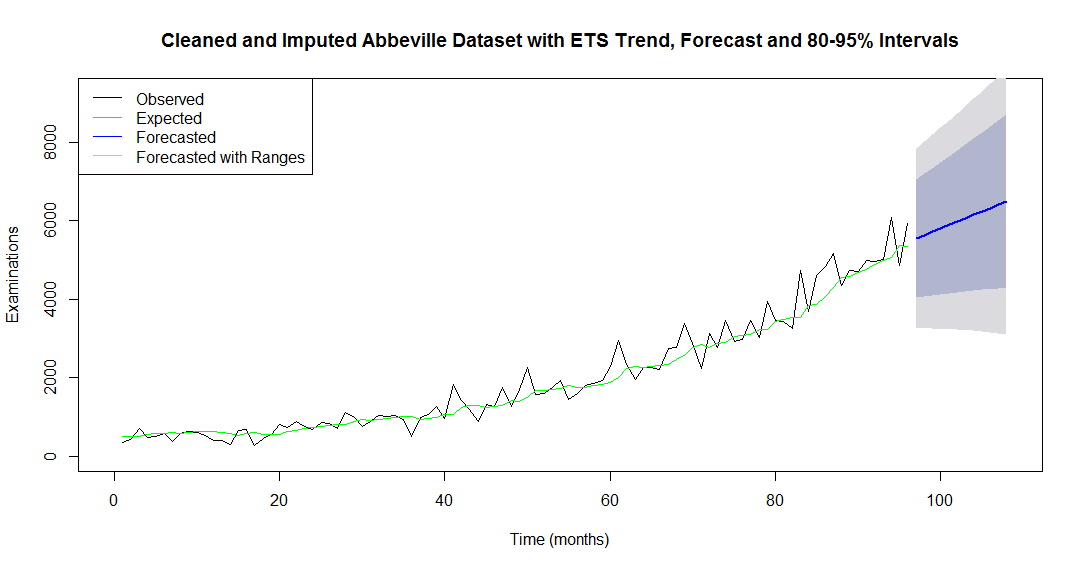 Cleaned and Imputed Abbeville Dataset with ETS Trend, Forecast and 80-95% Intervals
Observed
Expected
Forecasted
Forecasted with Ranges
Examinations
8000
6000
4000
2000
0
0 20 40 60 80 100
Time (months)